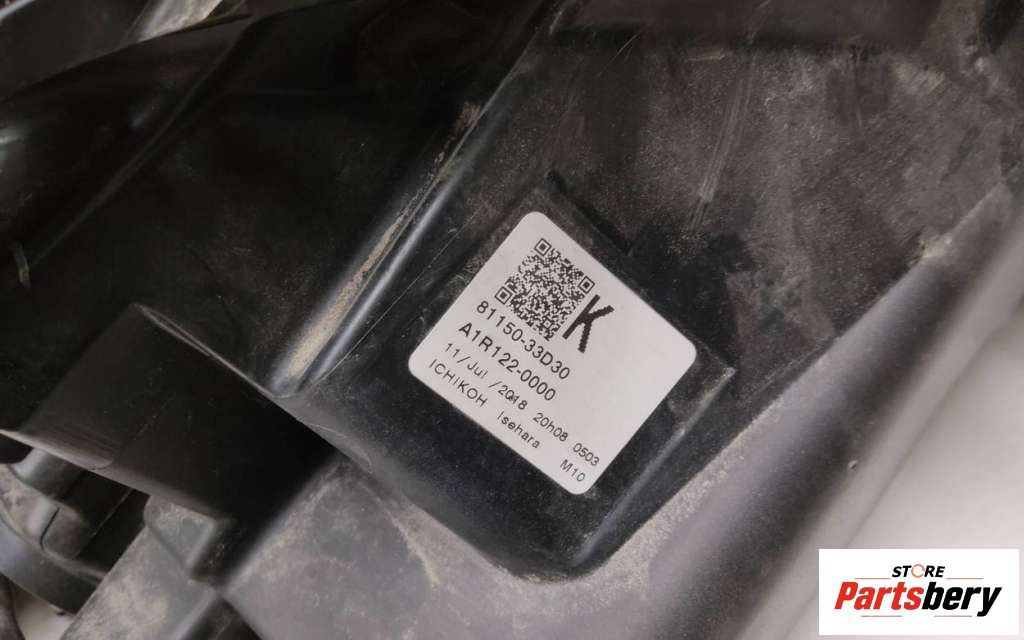 K
81150-33D30
A1R122-0000
11/Jul/2018 20h08 0503
ICHIKOH Isehara M10
STORE
Partsbery